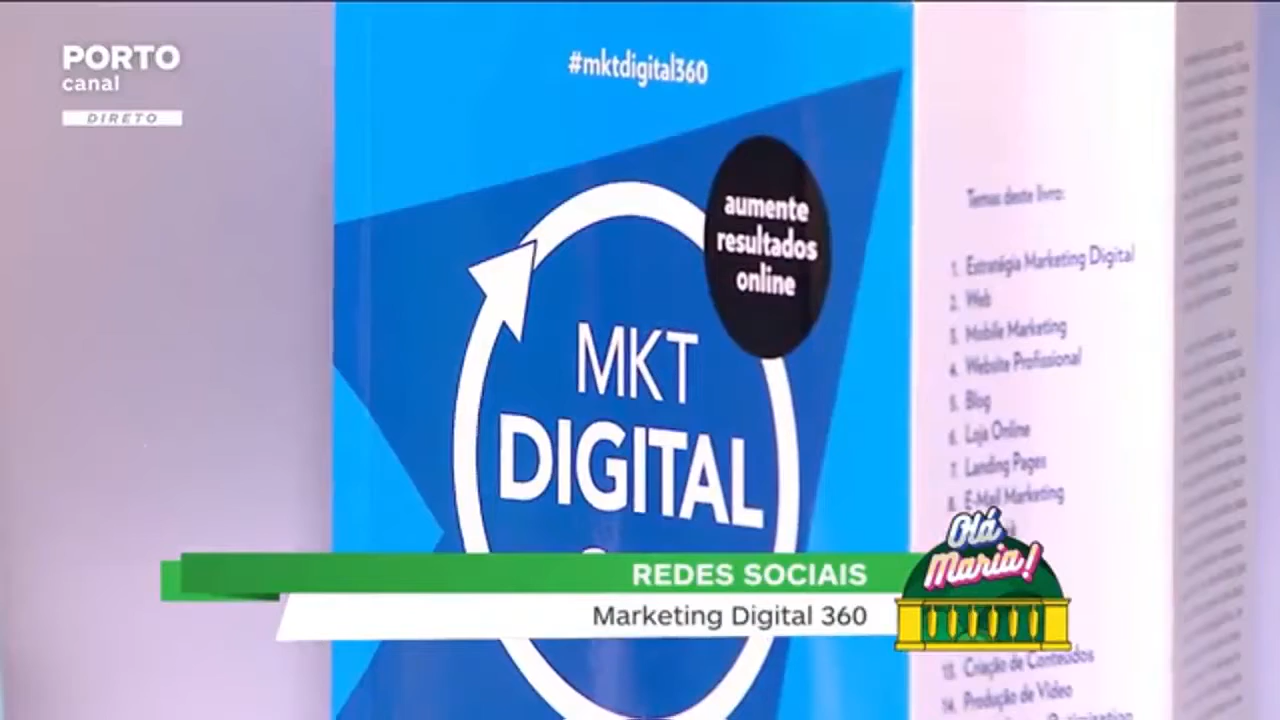 PORTO
canal
DIRETO
#mktdigital360
aumente
resultados
online
MKT
DIGITAL
Temas deste livro:
1. Estratégia Marketing Digital
2. Web
3. Mobile Marketing
4. Website Profissional
5. Blog
6. Loja Online
7. Landing Pages
8. E-Mail Marketing
Olá
Maria!
REDES SOCIAIS
Marketing Digital 360
13. Criação de Conteúdos
14. Produção de Vídeo